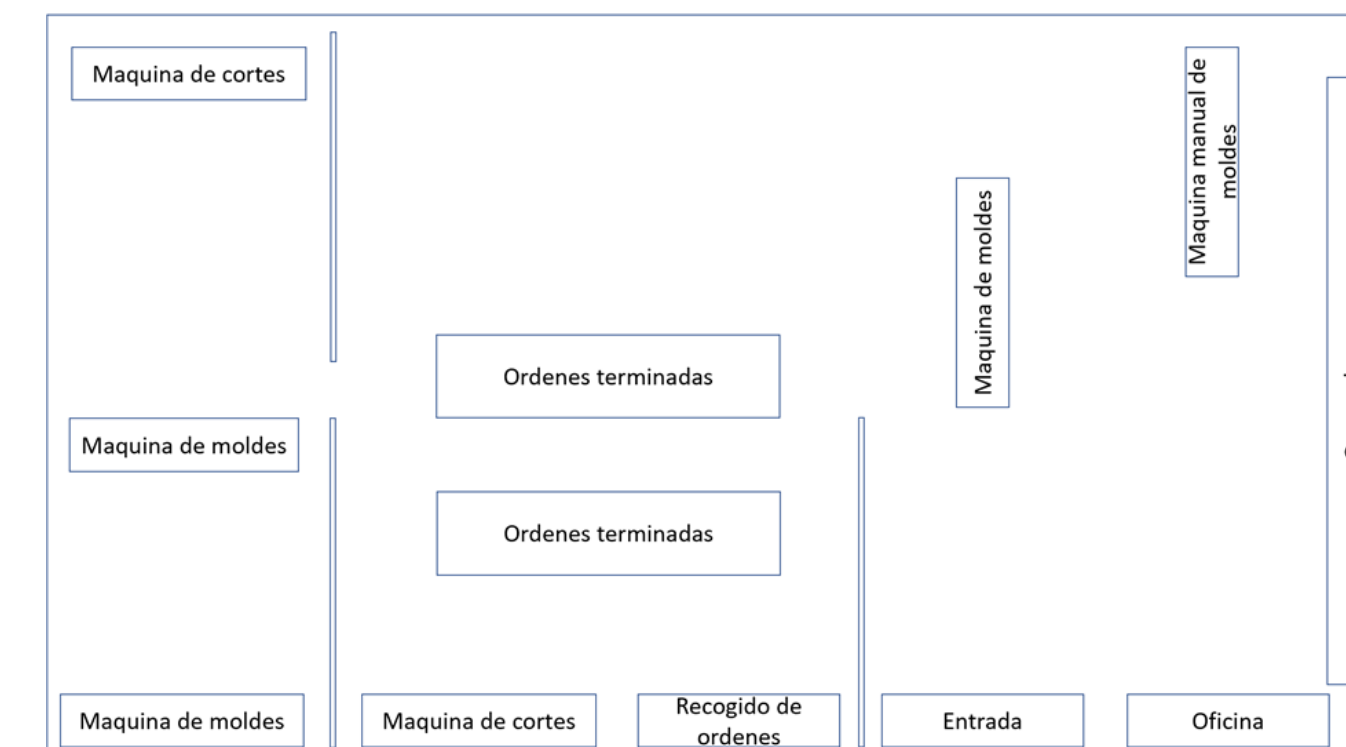 Maquina de cortes
Maquina manual de
moldes
Maquina de moldes
Ordenes terminadas
Maquina de moldes
Ordenes terminadas
Maquina de moldes
Maquina de cortes
Recogido de
ordenes
Entrada
Oficina